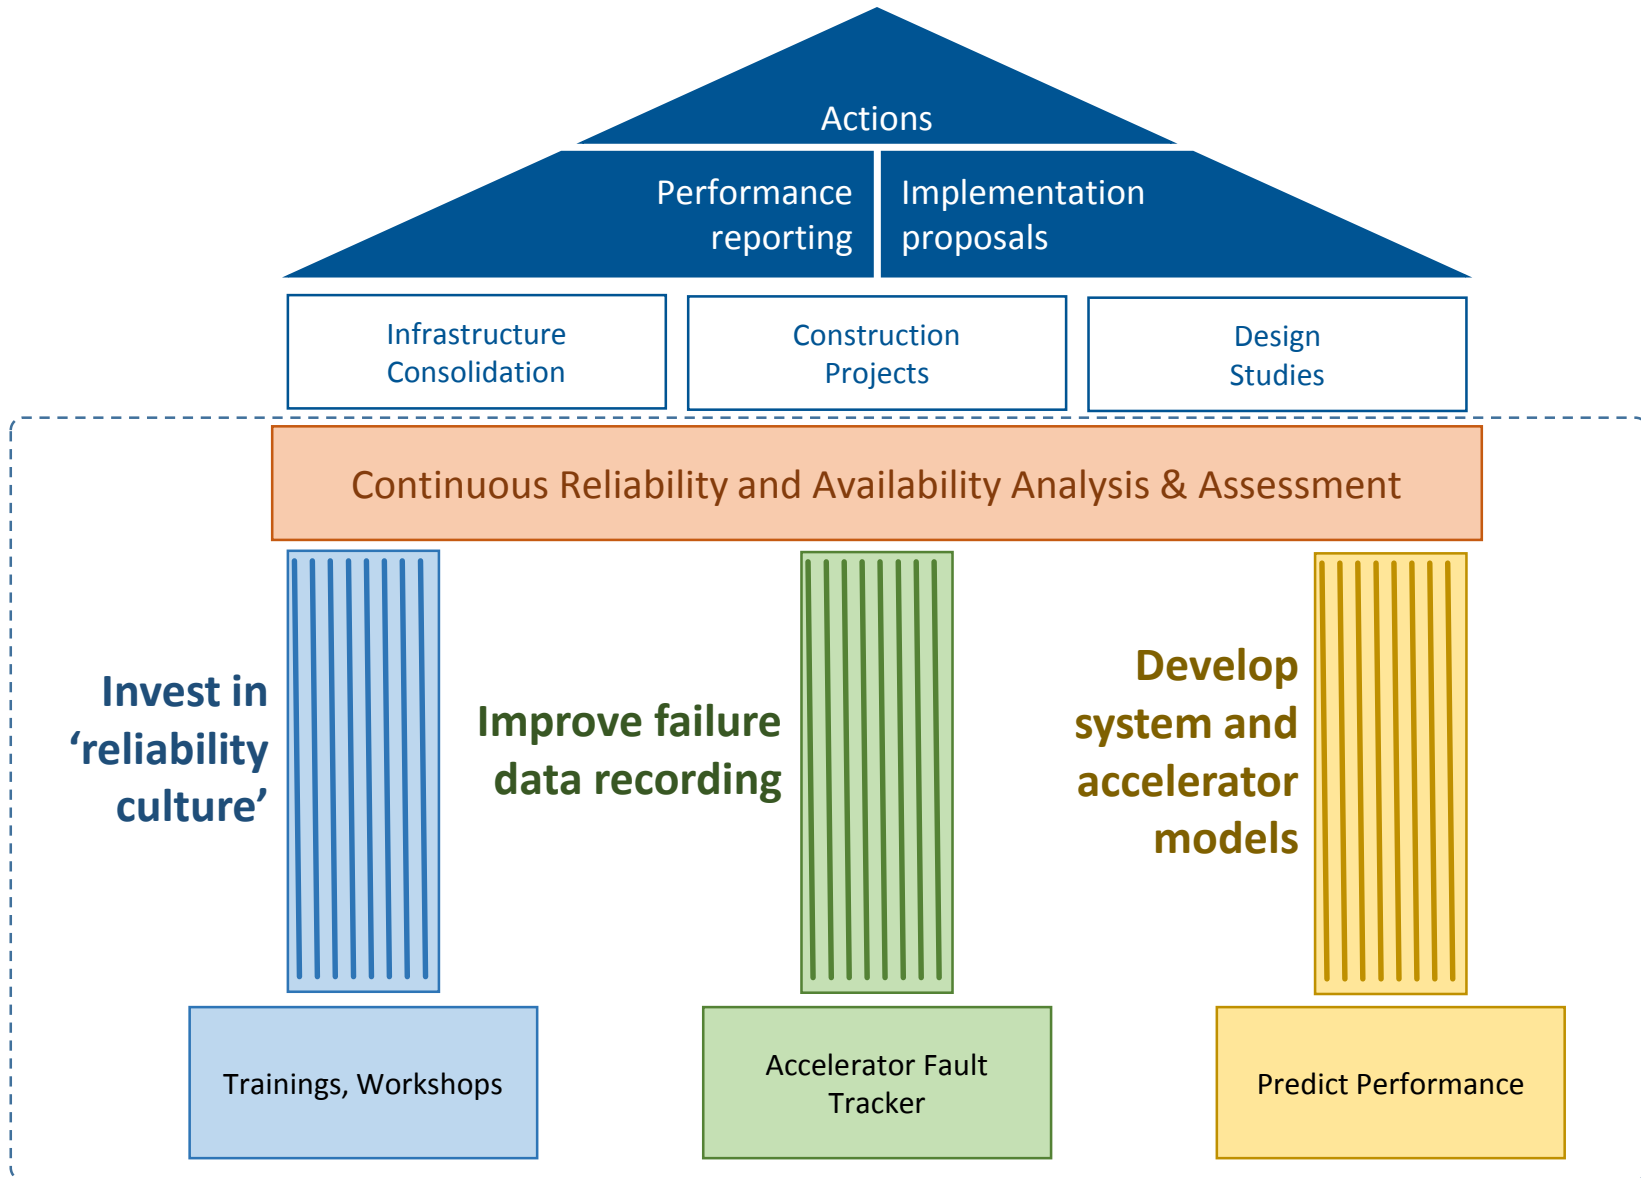 Actions
Performance
reporting
Implementation
proposals
Infrastructure
Consolidation
Construction
Projects
Design
Studies
Continuous Reliability and Availability Analysis & Assessment
Invest in
‘reliability
culture’
Improve failure
data recording
Develop
system and
accelerator
models
Trainings, Workshops
Accelerator Fault
Tracker
Predict Performance